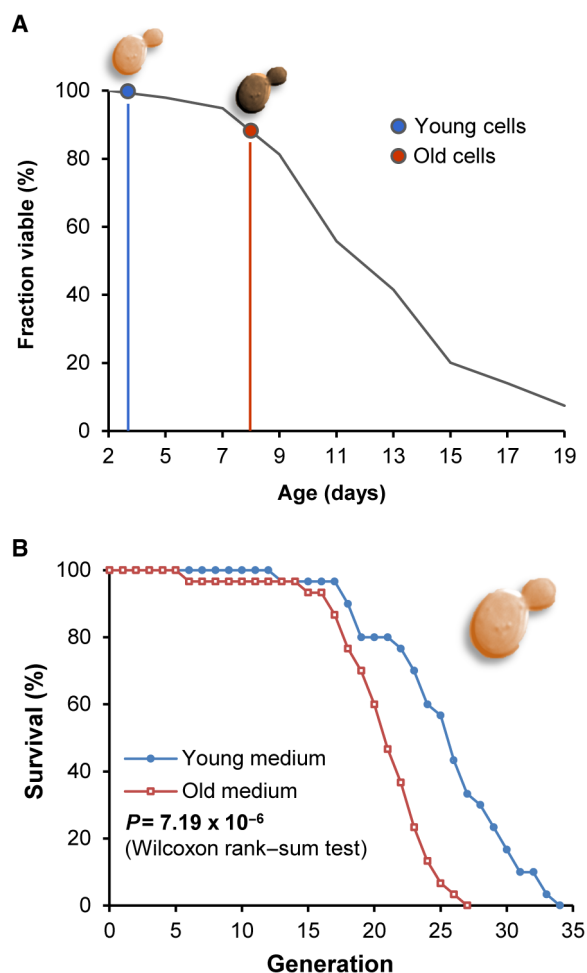 A
100
80
60
40
20
0
Fraction viable (%)
Young cells
Old cells
2 5 7 9 11 13 15 17 19
Age (days)
B
100
80
60
40
20
0
Survival (%)
Young medium
Old medium
P = 7.19 x 10⁻⁶
(Wilcoxon rank–sum test)
0 5 10 15 20 25 30 35
Generation